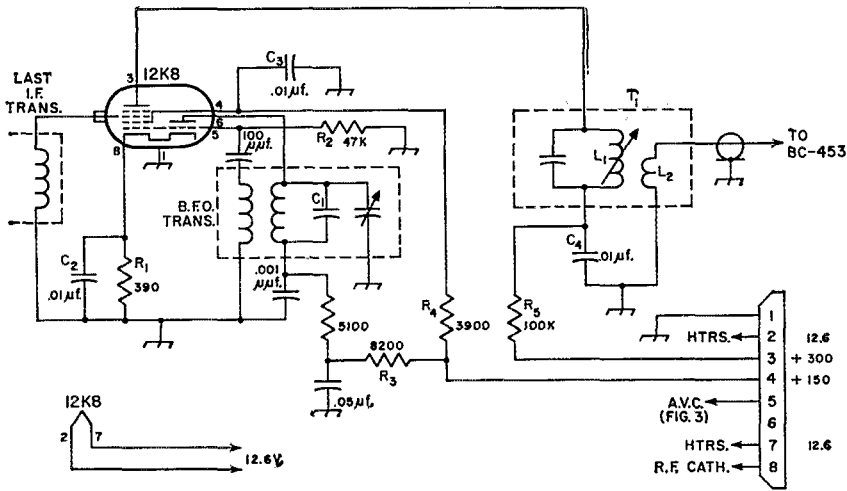 LAST
I.F.
TRANS.
3
12K8
4
6
5
8
1
C3
.01µf.
100
µµf.
R2 47K
B.F.O.
TRANS.
C1
C2
.01µf.
R1
390
.001
µµf.
5100
8200
R3
.05µf.
R4
3900
R5
100K
T1
L1
L2
C4
.01µf.
TO
BC-453
1
HTRS. 2 12.6
3 + 300
4 + 150
A.V.C. 5
(FIG. 3)
6
HTRS. 7 12.6
R.F. CATH. 8
12K8
2 7
12.6V.